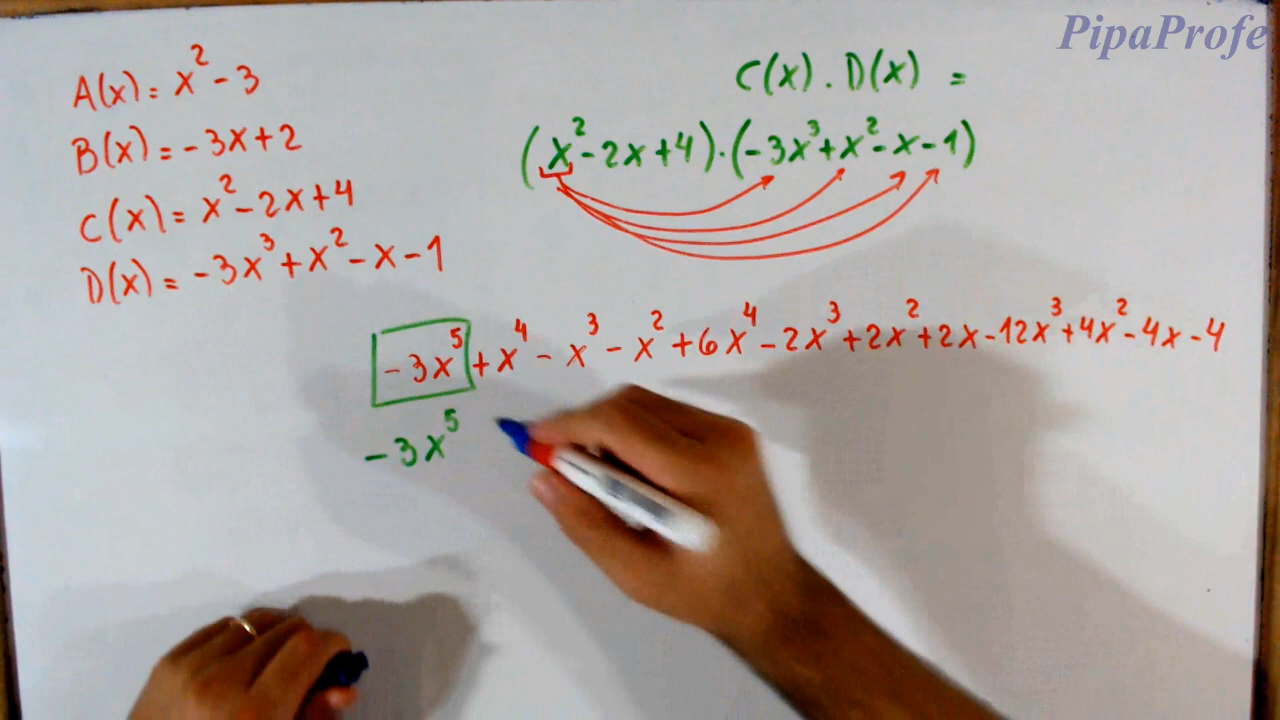 PipaProfe
A(x) = x² - 3
B(x) = - 3x + 2
C(x) = x² - 2x + 4
D(x) = - 3x³ + x² - x - 1
C(x) . D(x) =
(x² - 2x + 4) . (- 3x³ + x² - x - 1)
- 3x⁵ + x⁴ - x³ - x² + 6x⁴ - 2x³ + 2x² + 2x - 12x³ + 4x² - 4x - 4
- 3x⁵